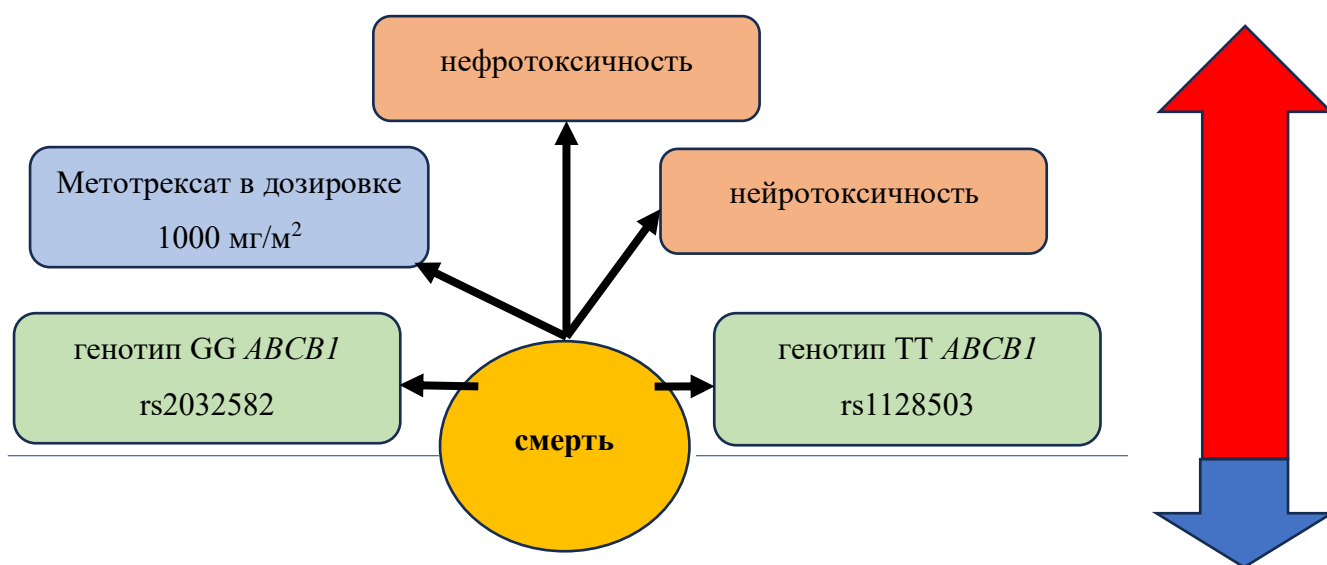 нефротоксичность
Метотрексат в дозировке
1000 мг/м²
нейротоксичность
генотип GG ABCB1
rs2032582
генотип TT ABCB1
rs1128503
смерть